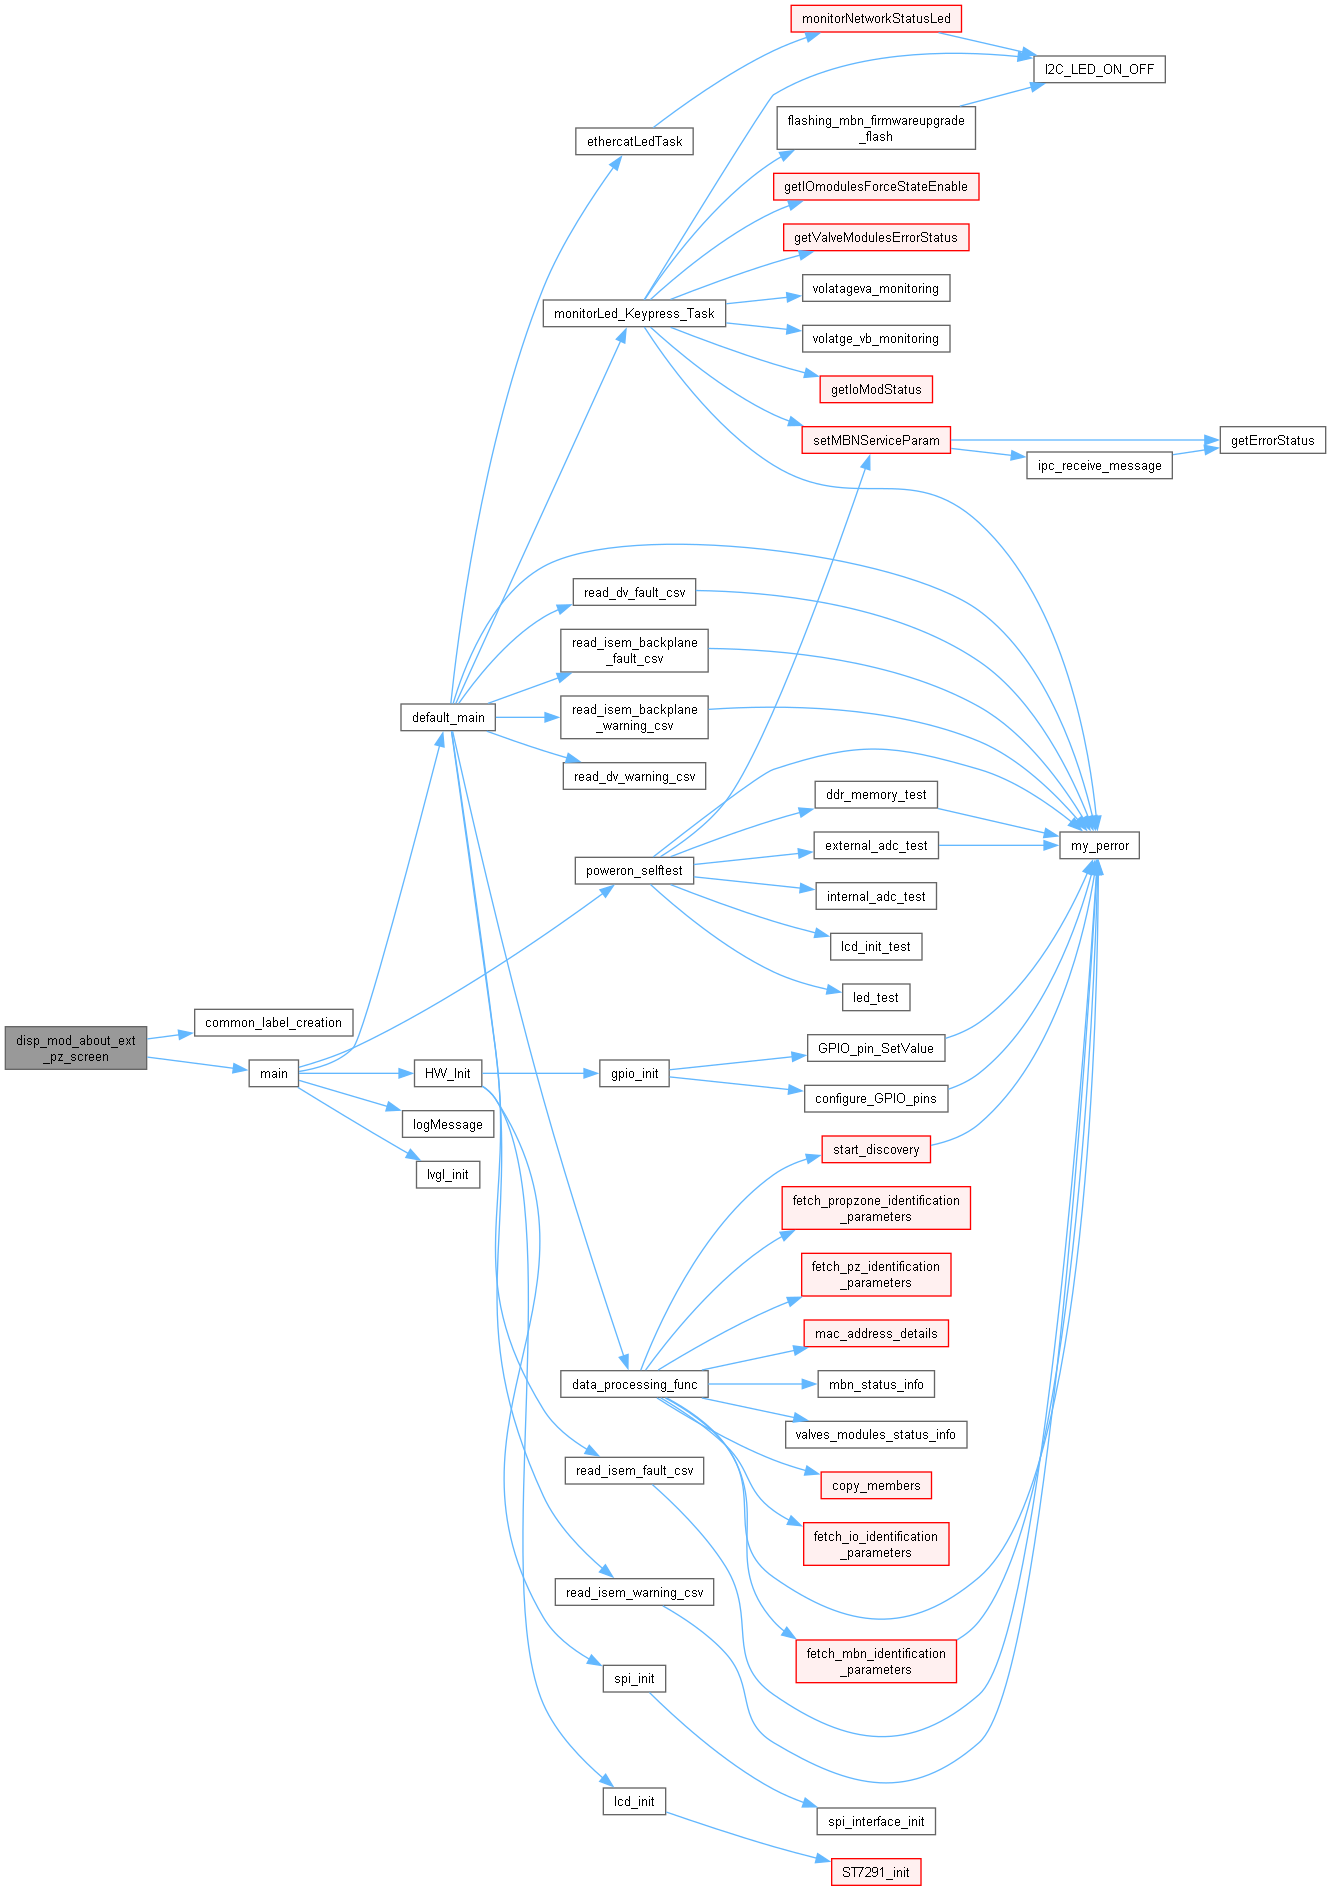 monitorNetworkStatusLed
I2C_LED_ON_OFF
flashing_mbn_firmwareupgrade
_flash
ethercatLedTask
getIOmodulesForceStateEnable
getValveModulesErrorStatus
volatageva_monitoring
monitorLed_Keypress_Task
volatge_vb_monitoring
getIoModStatus
setMBNServiceParam
getErrorStatus
ipc_receive_message
read_dv_fault_csv
read_isem_backplane
_fault_csv
default_main
read_isem_backplane
_warning_csv
read_dv_warning_csv
ddr_memory_test
external_adc_test
my_perror
poweron_selftest
internal_adc_test
lcd_init_test
led_test
common_label_creation
disp_mod_about_ext
_pz_screen
GPIO_pin_SetValue
main
HW_Init
gpio_init
configure_GPIO_pins
logMessage
start_discovery
lvgl_init
fetch_propzone_identification
_parameters
fetch_pz_identification
_parameters
mac_address_details
data_processing_func
mbn_status_info
valves_modules_status_info
read_isem_fault_csv
copy_members
fetch_io_identification
_parameters
read_isem_warning_csv
fetch_mbn_identification
_parameters
spi_init
lcd_init
spi_interface_init
ST7291_init